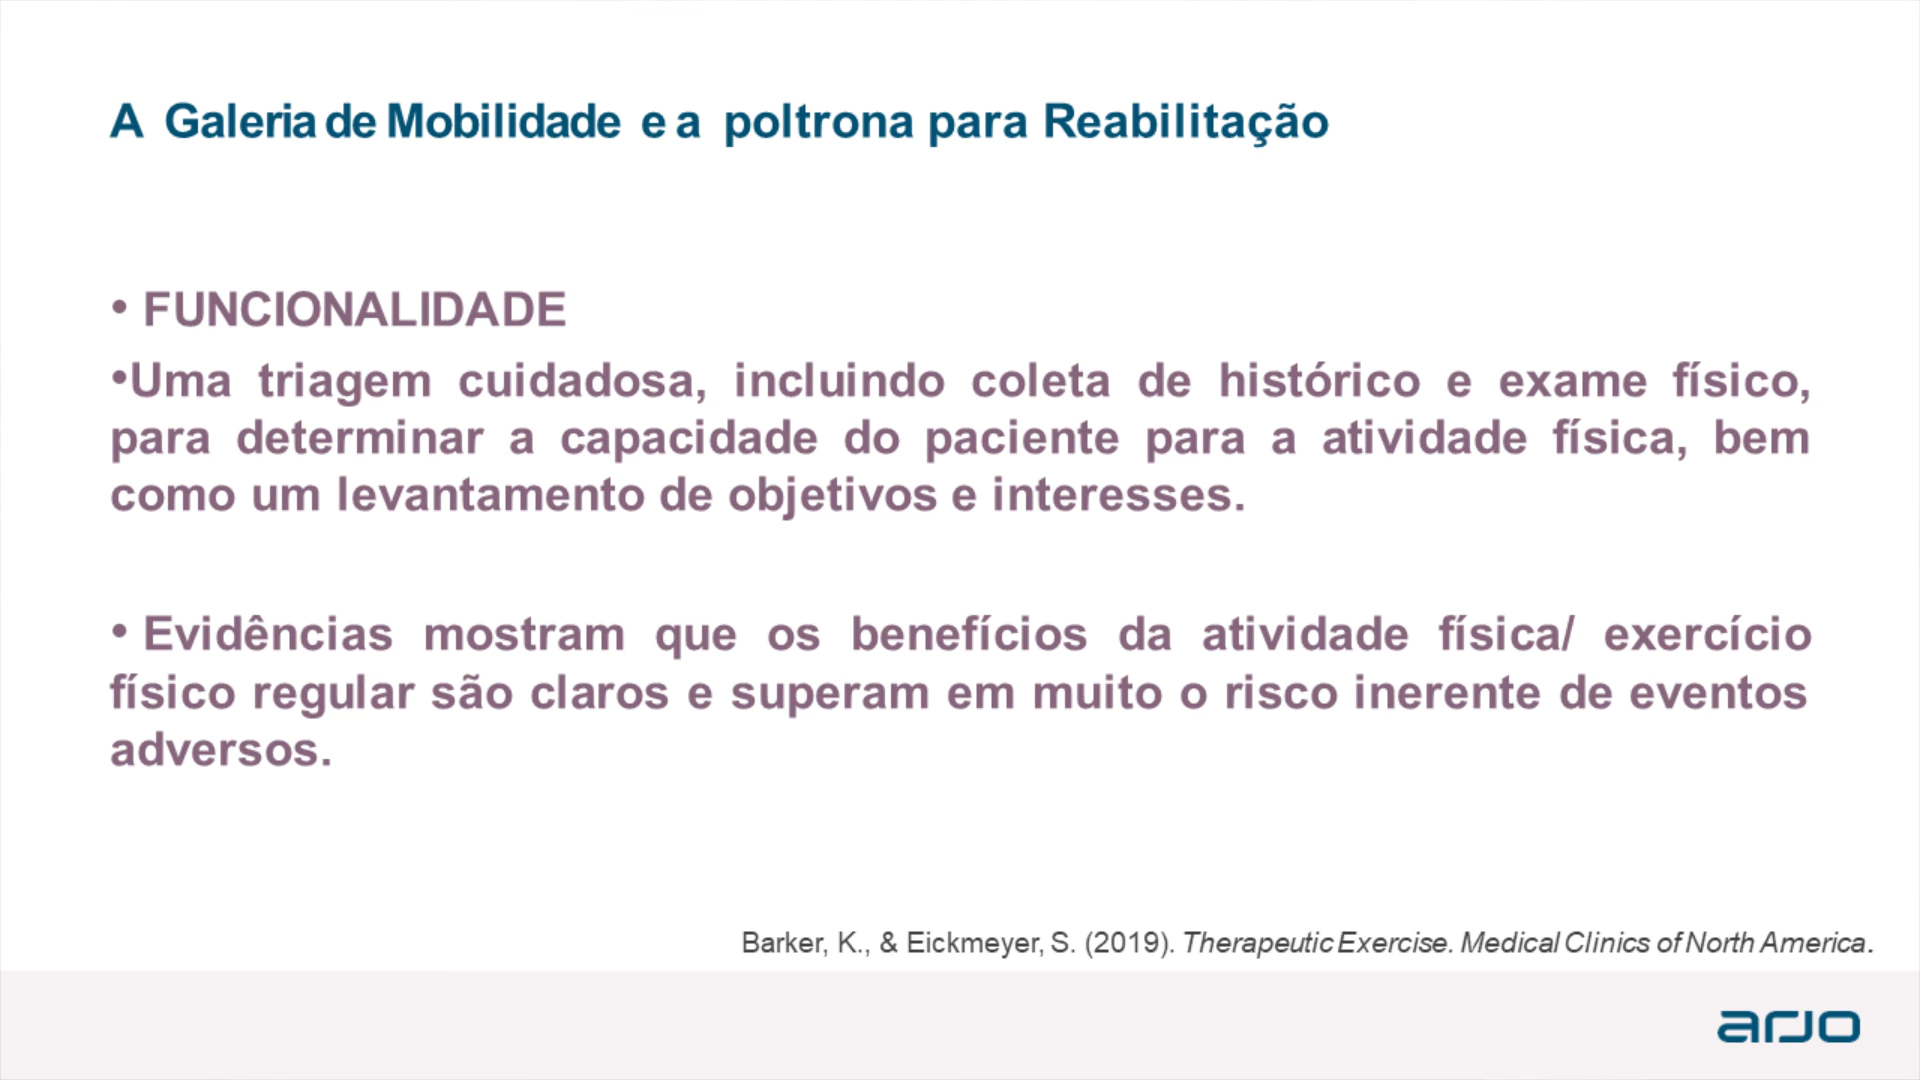 A Galeria de Mobilidade e a poltrona para Reabilitação
• FUNCIONALIDADE
•Uma triagem cuidadosa, incluindo coleta de histórico e exame físico,
para determinar a capacidade do paciente para a atividade física, bem
como um levantamento de objetivos e interesses.
• Evidências mostram que os benefícios da atividade física/ exercício
físico regular são claros e superam em muito o risco inerente de eventos
adversos.
Barker, K., & Eickmeyer, S. (2019). Therapeutic Exercise. Medical Clinics of North America.
arjo